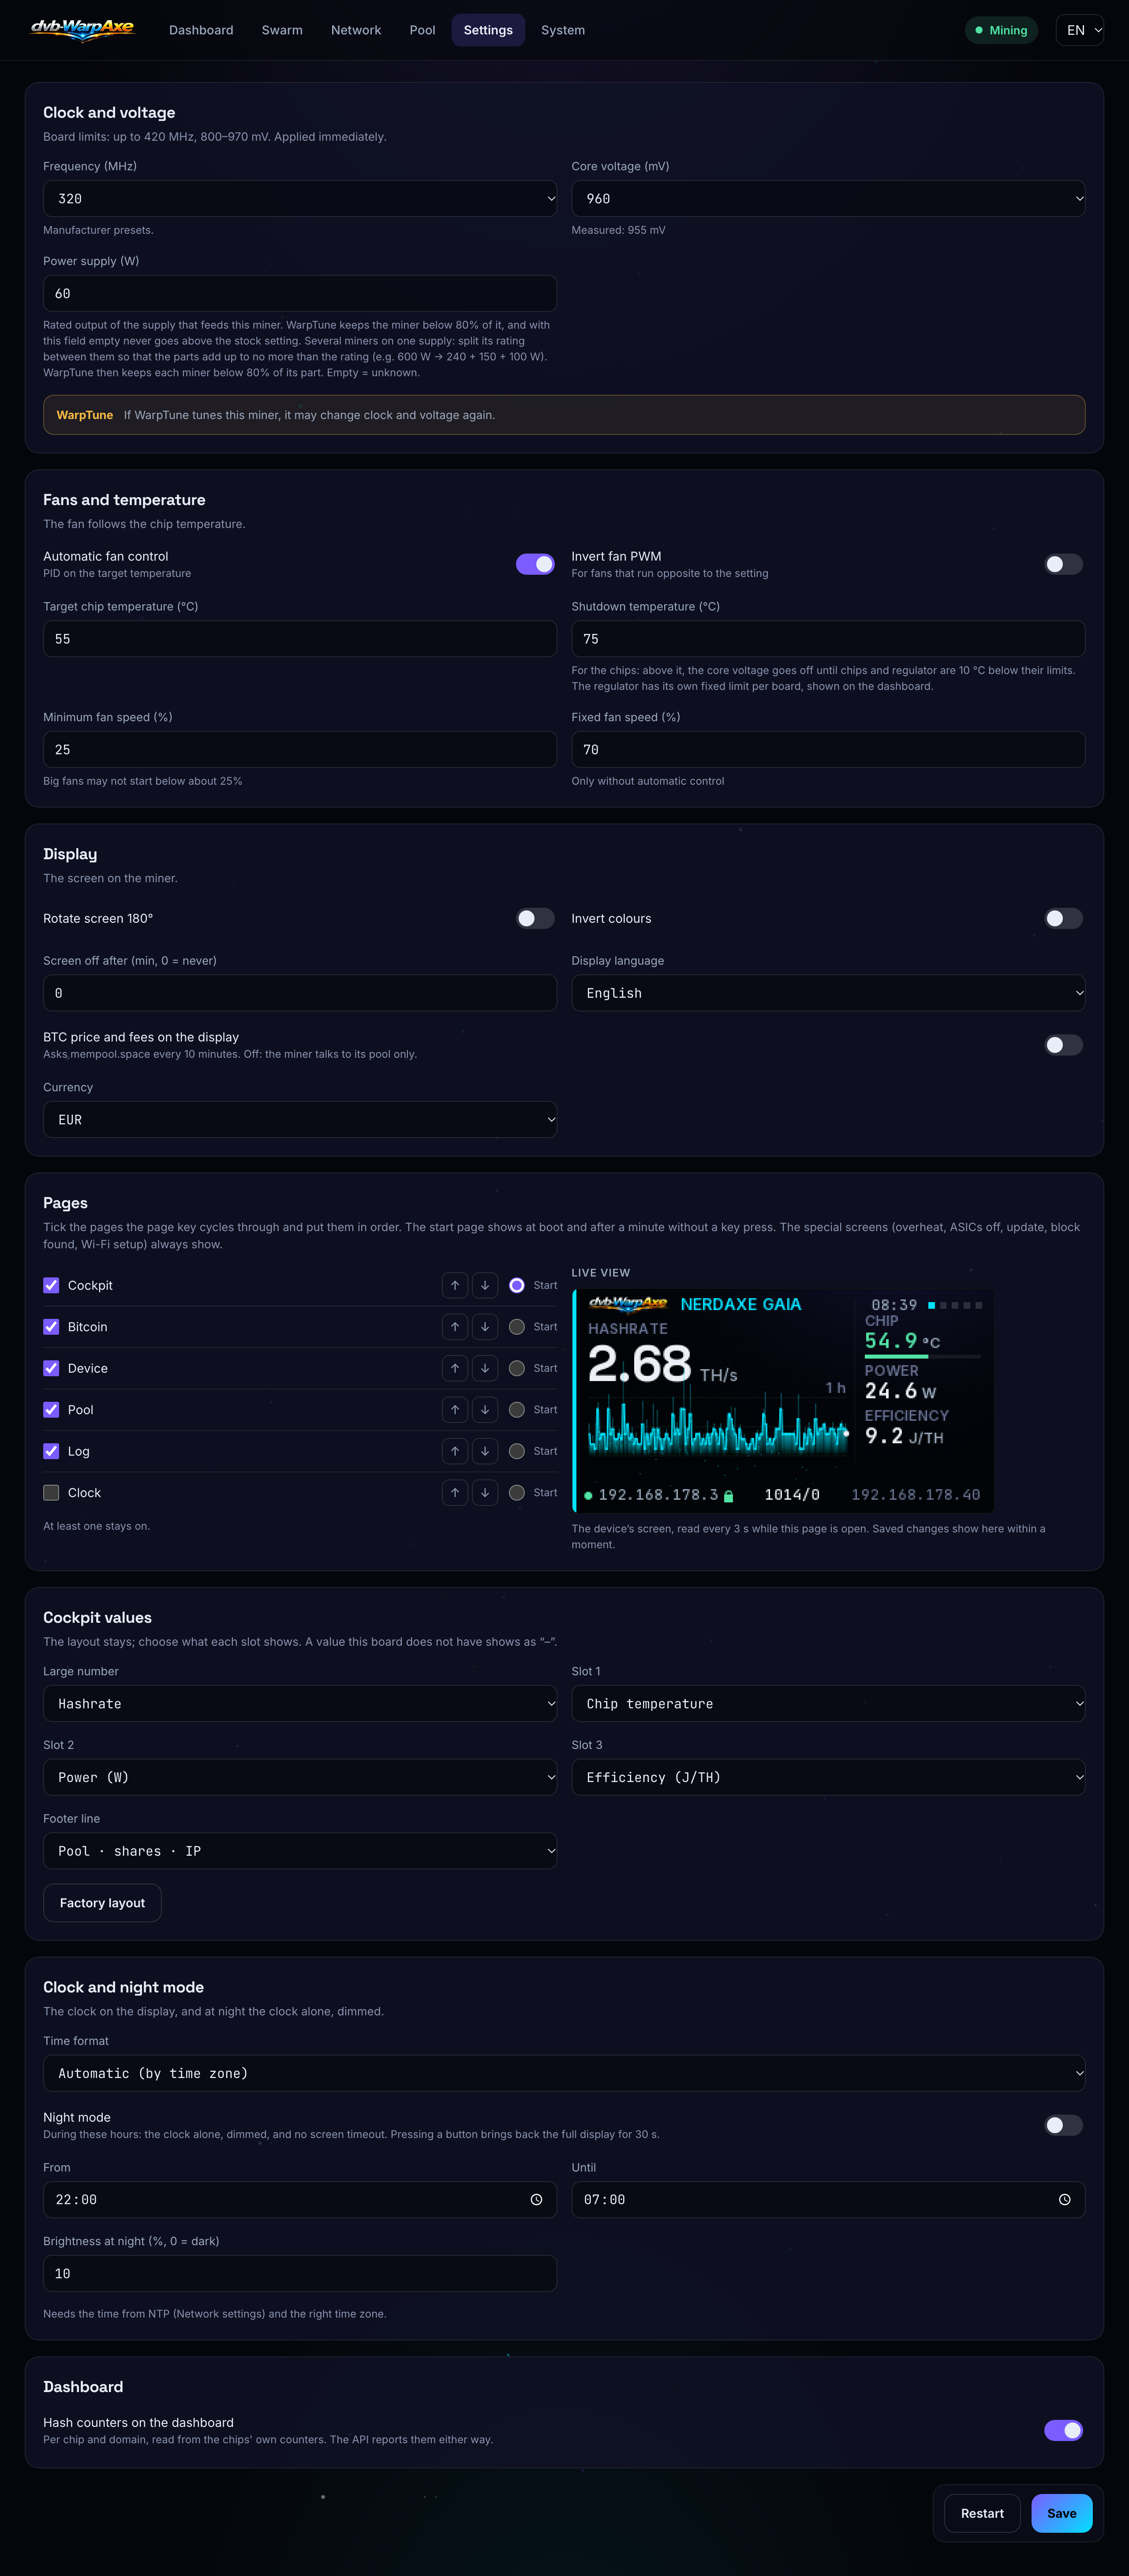 dvb-WarpAxe
Dashboard
Swarm
Network
Pool
Settings
System
Mining
EN
Clock and voltage
Board limits: up to 420 MHz, 800–970 mV. Applied immediately.
Frequency (MHz)
Core voltage (mV)
320
960
Manufacturer presets.
Measured: 955 mV
Power supply (W)
60
Rated output of the supply that feeds this miner. WarpTune keeps the miner below 80% of it, and with
this field empty never goes above the stock setting. Several miners on one supply: split its rating
between them so that the parts add up to no more than the rating (e.g. 600 W → 240 + 150 + 100 W).
WarpTune then keeps each miner below 80% of its part. Empty = unknown.
WarpTune If WarpTune tunes this miner, it may change clock and voltage again.
Fans and temperature
The fan follows the chip temperature.
Automatic fan control
PID on the target temperature
Invert fan PWM
For fans that run opposite to the setting
Target chip temperature (°C)
Shutdown temperature (°C)
55
75
For the chips: above it, the core voltage goes off until chips and regulator are 10 °C below their limits.
The regulator has its own fixed limit per board, shown on the dashboard.
Minimum fan speed (%)
Fixed fan speed (%)
25
70
Big fans may not start below about 25%
Only without automatic control
Display
The screen on the miner.
Rotate screen 180°
Invert colours
Screen off after (min, 0 = never)
Display language
0
English
BTC price and fees on the display
Asks mempool.space every 10 minutes. Off: the miner talks to its pool only.
Currency
EUR
Pages
Tick the pages the page key cycles through and put them in order. The start page shows at boot and after a minute without a key press. The special screens (overheat, ASICs off, update, block
found, Wi-Fi setup) always show.
Cockpit ↑ ↓ Start
Bitcoin ↑ ↓ Start
Device ↑ ↓ Start
Pool ↑ ↓ Start
Log ↑ ↓ Start
Clock ↑ ↓ Start
At least one stays on.
LIVE VIEW
dvb-WarpAxe NERDAXE GAIA
08:39
HASHRATE
2.68 TH/s
1 h
CHIP
54.9 °C
POWER
24.6 W
EFFICIENCY
9.2 J/TH
192.168.178.3 1014/0 192.168.178.40
The device's screen, read every 3 s while this page is open. Saved changes show here within a
moment.
Cockpit values
The layout stays; choose what each slot shows. A value this board does not have shows as “–”.
Large number
Slot 1
Hashrate
Chip temperature
Slot 2
Slot 3
Power (W)
Efficiency (J/TH)
Footer line
Pool · shares · IP
Factory layout
Clock and night mode
The clock on the display, and at night the clock alone, dimmed.
Time format
Automatic (by time zone)
Night mode
During these hours: the clock alone, dimmed, and no screen timeout. Pressing a button brings back the full display for 30 s.
From
Until
22:00
07:00
Brightness at night (%, 0 = dark)
10
Needs the time from NTP (Network settings) and the right time zone.
Dashboard
Hash counters on the dashboard
Per chip and domain, read from the chips' own counters. The API reports them either way.
Restart
Save